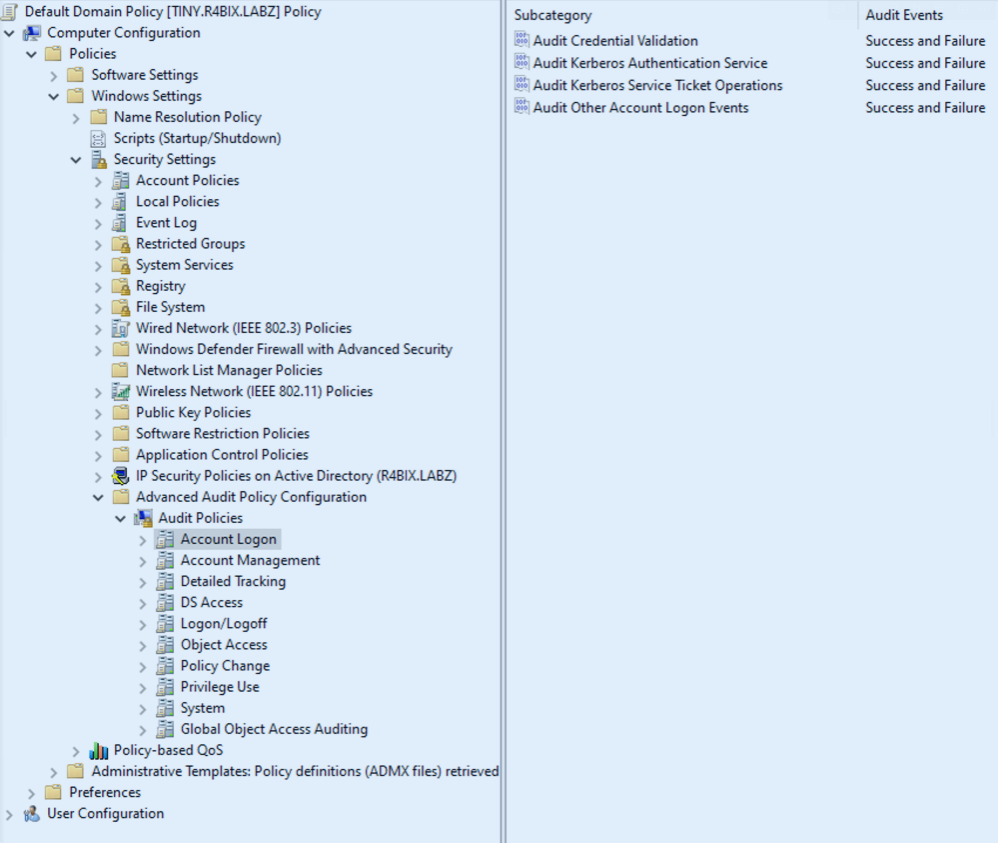 Default Domain Policy [TINY.R4BIX.LABZ] Policy
Computer Configuration
Policies
Software Settings
Windows Settings
Name Resolution Policy
Scripts (Startup/Shutdown)
Security Settings
Account Policies
Local Policies
Event Log
Restricted Groups
System Services
Registry
File System
Wired Network (IEEE 802.3) Policies
Windows Defender Firewall with Advanced Security
Network List Manager Policies
Wireless Network (IEEE 802.11) Policies
Public Key Policies
Software Restriction Policies
Application Control Policies
IP Security Policies on Active Directory (R4BIX.LABZ)
Advanced Audit Policy Configuration
Audit Policies
Account Logon
Account Management
Detailed Tracking
DS Access
Logon/Logoff
Object Access
Policy Change
Privilege Use
System
Global Object Access Auditing
Policy-based QoS
Administrative Templates: Policy definitions (ADMX files) retrieved
Preferences
User Configuration
Subcategory Audit Events
Audit Credential Validation Success and Failure
Audit Kerberos Authentication Service Success and Failure
Audit Kerberos Service Ticket Operations Success and Failure
Audit Other Account Logon Events Success and Failure